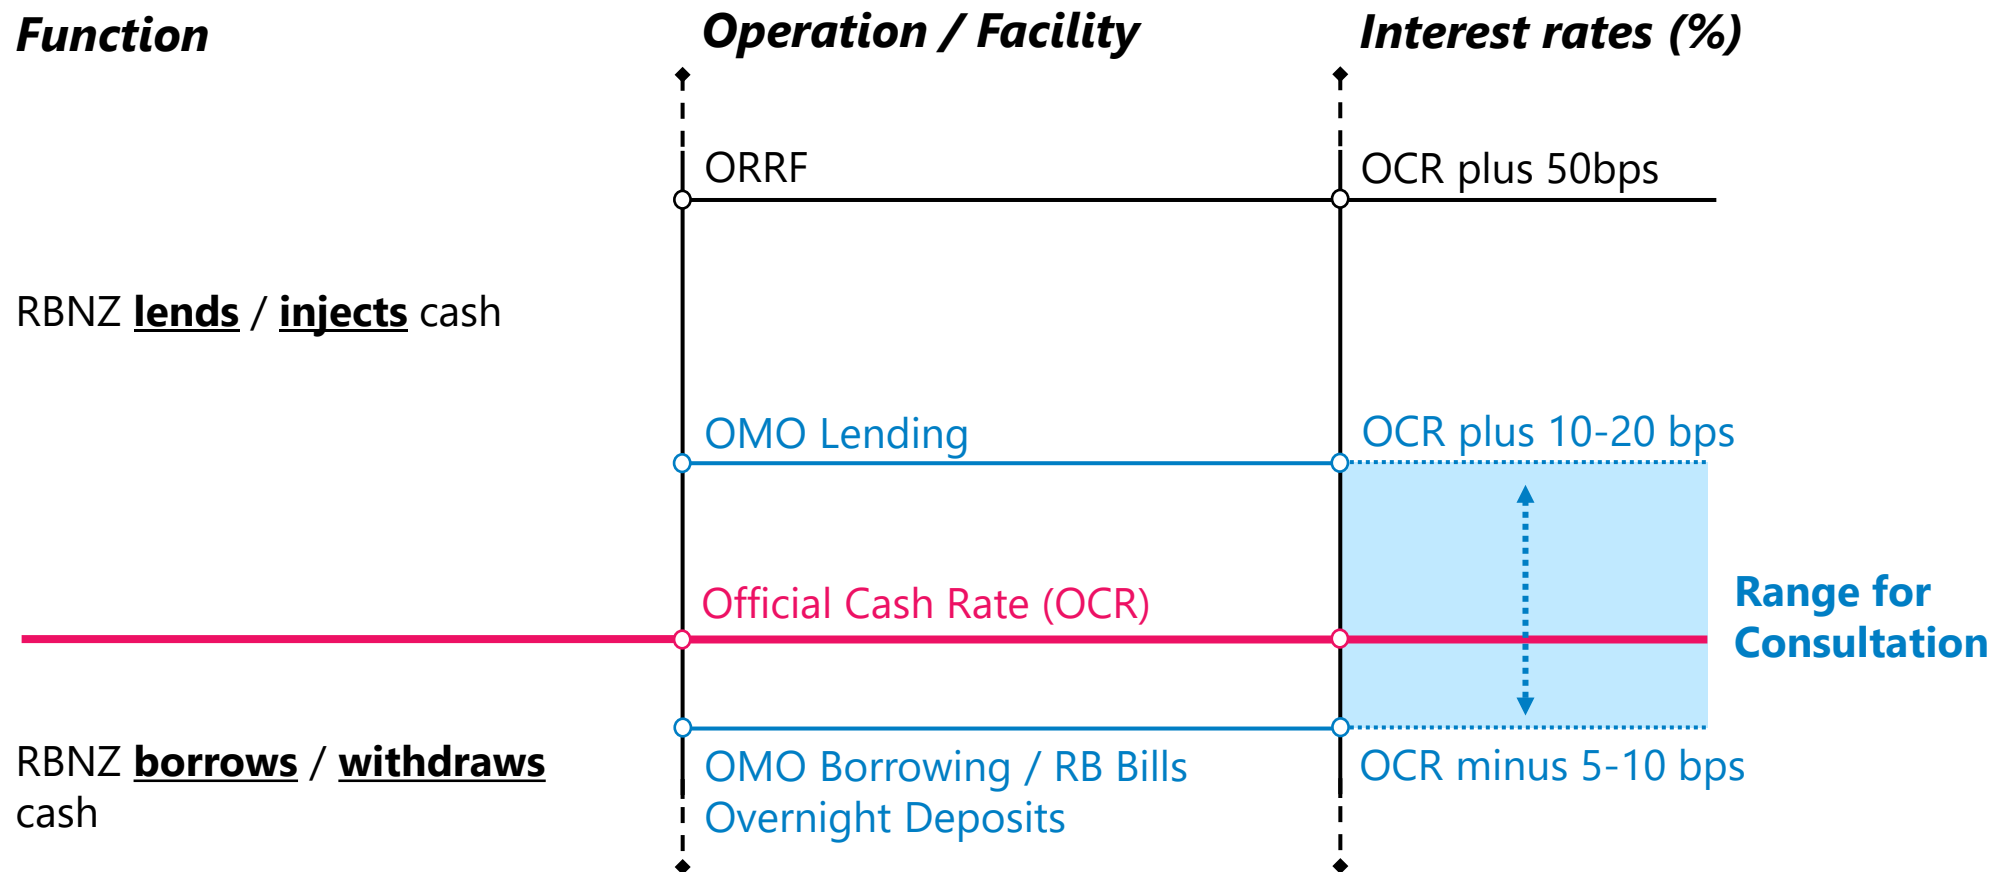 Function
Operation / Facility
Interest rates (%)
ORRF
OCR plus 50bps
RBNZ lends / injects cash
OMO Lending
OCR plus 10-20 bps
Official Cash Rate (OCR)
Range for
Consultation
RBNZ borrows / withdraws
cash
OMO Borrowing / RB Bills
Overnight Deposits
OCR minus 5-10 bps